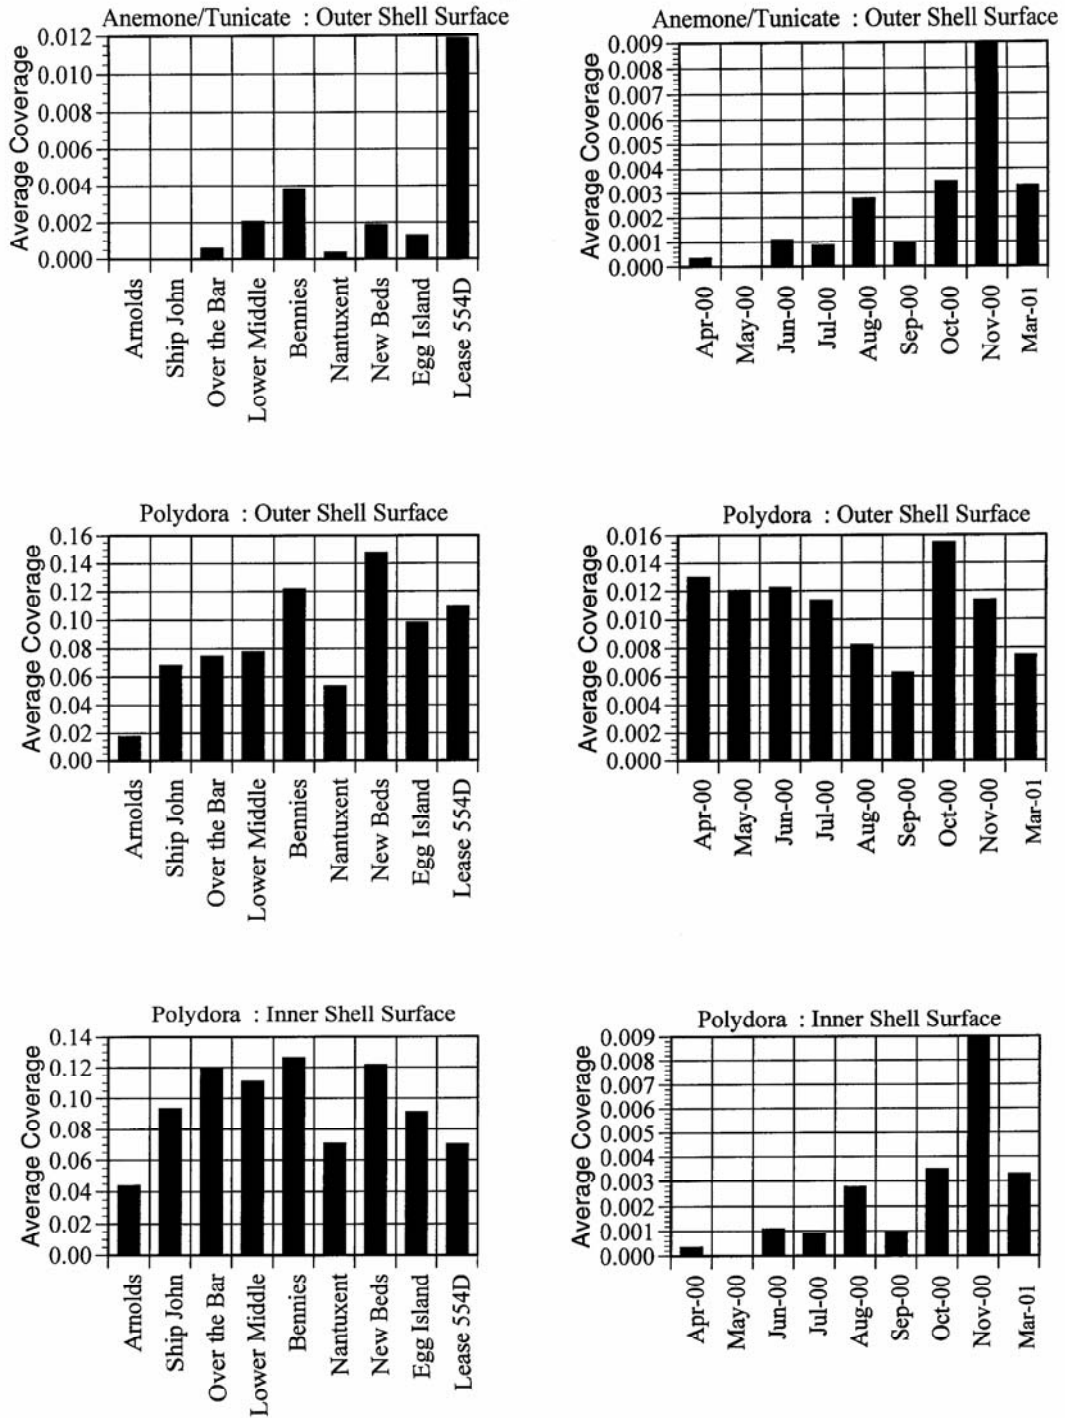 Anemone/Tunicate : Outer Shell Surface
Average Coverage
0.012
0.010
0.008
0.006
0.004
0.002
0.000
Arnolds
Ship John
Over the Bar
Lower Middle
Bennies
Nantuxent
New Beds
Egg Island
Lease 554D
Anemone/Tunicate : Outer Shell Surface
Average Coverage
0.009
0.008
0.007
0.006
0.005
0.004
0.003
0.002
0.001
0.000
Apr-00
May-00
Jun-00
Jul-00
Aug-00
Sep-00
Oct-00
Nov-00
Mar-01
Polydora : Outer Shell Surface
Average Coverage
0.16
0.14
0.12
0.10
0.08
0.06
0.04
0.02
0.00
Arnolds
Ship John
Over the Bar
Lower Middle
Bennies
Nantuxent
New Beds
Egg Island
Lease 554D
Polydora : Outer Shell Surface
Average Coverage
0.016
0.014
0.012
0.010
0.008
0.006
0.004
0.002
0.000
Apr-00
May-00
Jun-00
Jul-00
Aug-00
Sep-00
Oct-00
Nov-00
Mar-01
Polydora : Inner Shell Surface
Average Coverage
0.14
0.12
0.10
0.08
0.06
0.04
0.02
0.00
Arnolds
Ship John
Over the Bar
Lower Middle
Bennies
Nantuxent
New Beds
Egg Island
Lease 554D
Polydora : Inner Shell Surface
Average Coverage
0.009
0.008
0.007
0.006
0.005
0.004
0.003
0.002
0.001
0.000
Apr-00
May-00
Jun-00
Jul-00
Aug-00
Sep-00
Oct-00
Nov-00
Mar-01